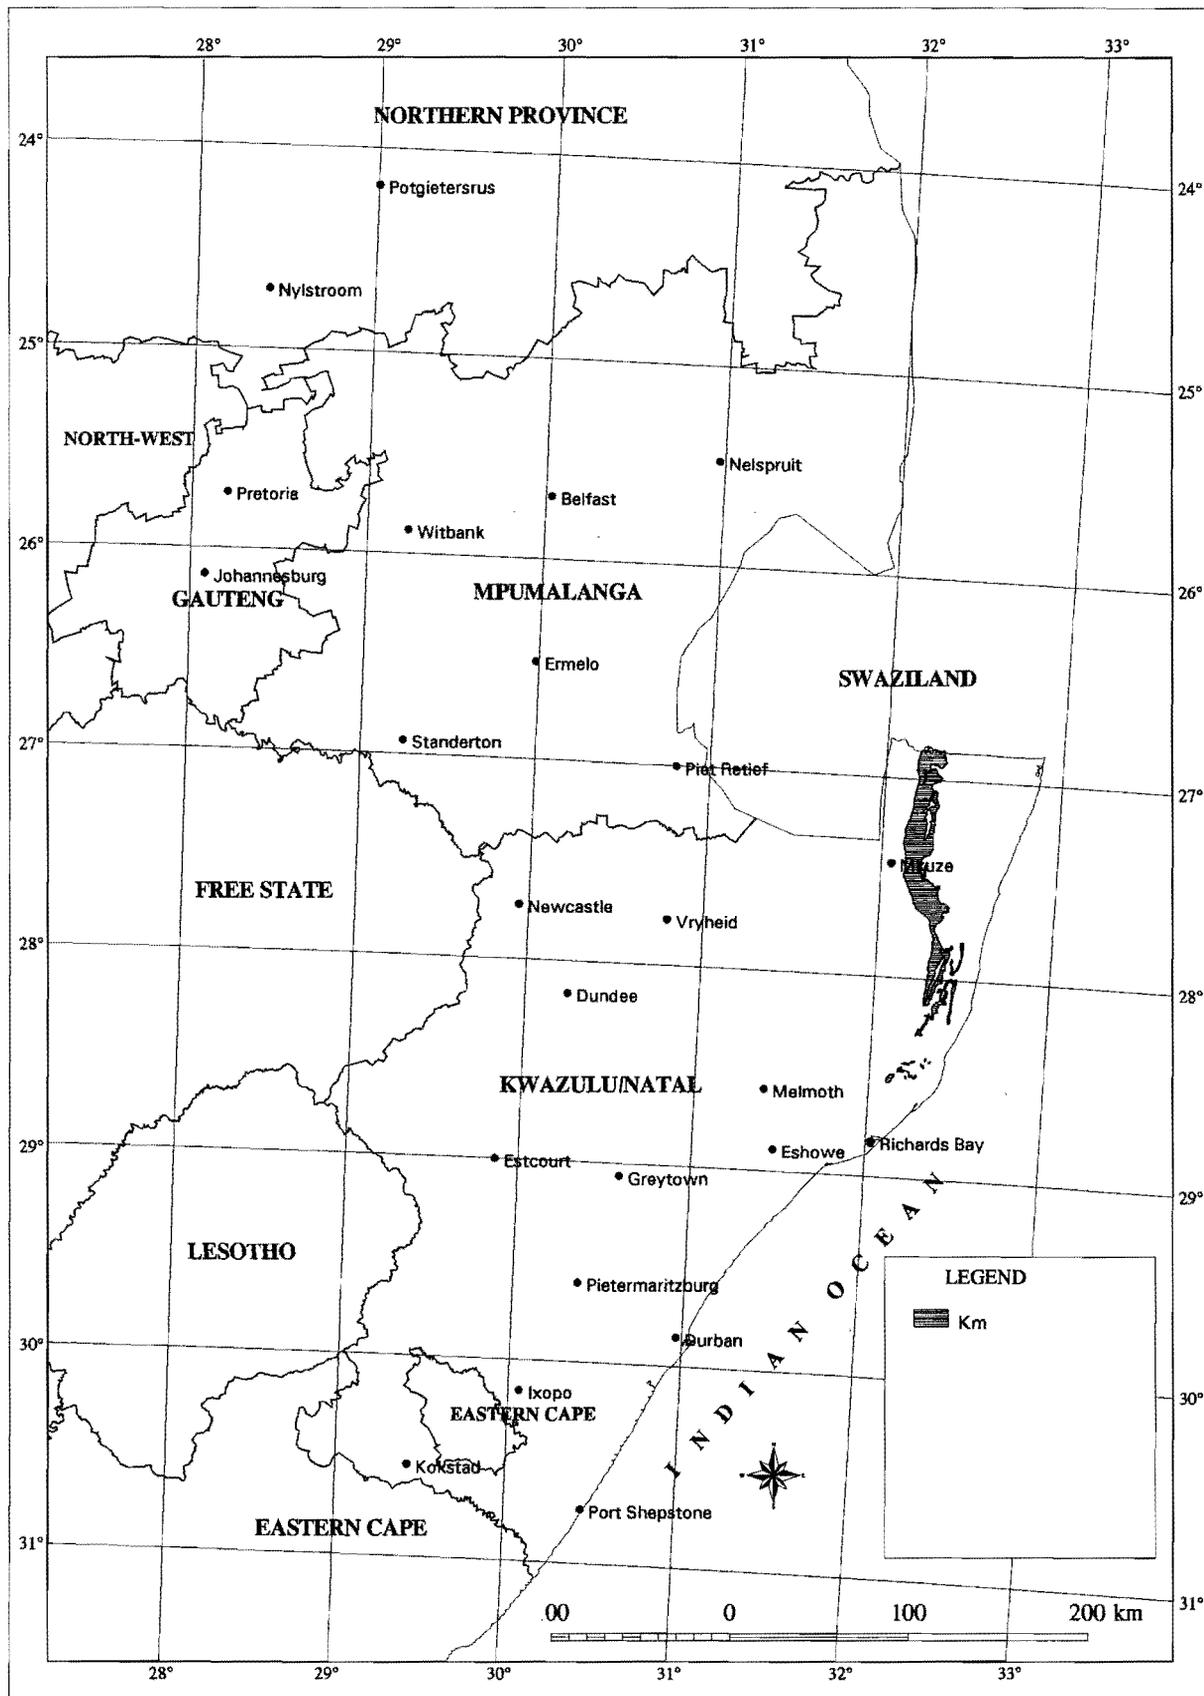 28° 29° 30° 31° 32° 33°
NORTHERN PROVINCE
24°
Potgietersrus
24°
Nylstroom
25°
25°
NORTH-WEST
Nelspruit
Pretoria
Belfast
Witbank
26°
Johannesburg
GAUTENG
MPUMALANGA
26°
Ermelo
SWAZILAND
27°
Standerton
Piet Retief
27°
Mkuze
FREE STATE
Newcastle
Vryheid
28°
Dundee
28°
KWAZULU/NATAL
Melmoth
29°
Richards Bay
Eshowe
Estcourt
Greytown
29°
LESOTHO
INDIAN OCEAN
LEGEND
Pietermaritzburg
Km
30°
Durban
Ixopo
30°
EASTERN CAPE
Kokstad
Port Shepstone
EASTERN CAPE
31°
31°
00 0 100 200 km
28° 29° 30° 31° 32° 33°